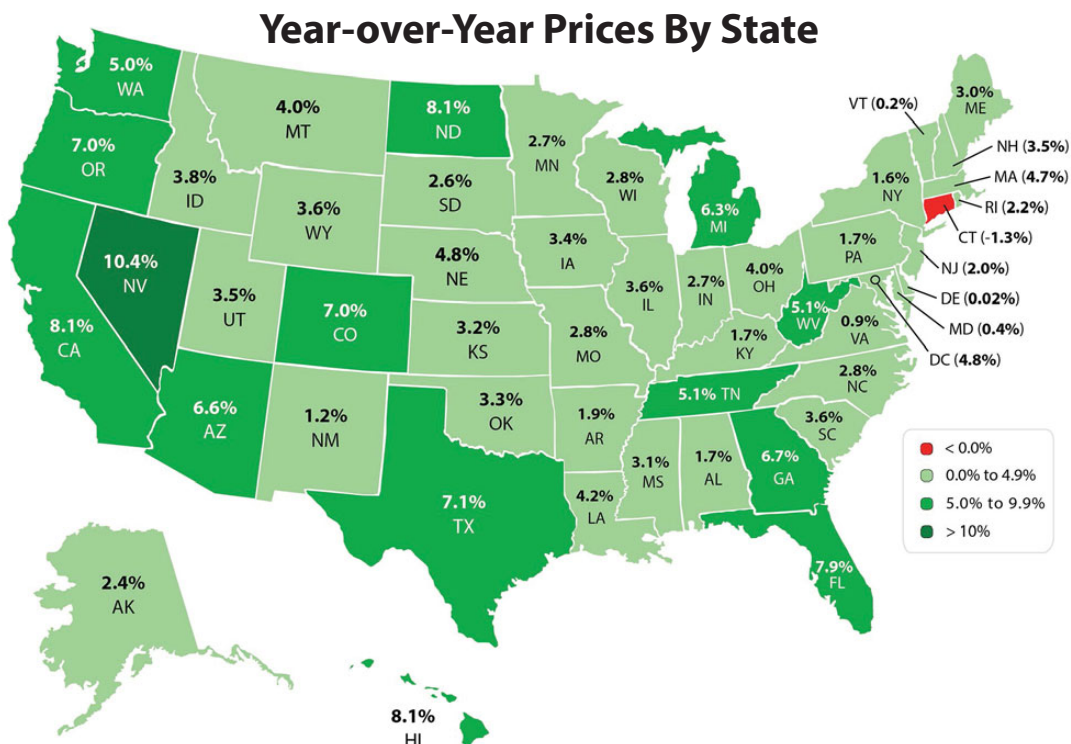 Year-over-Year Prices By State
5.0%
WA
7.0%
OR
3.8%
ID
4.0%
MT
8.1%
ND
2.7%
MN
2.8%
WI
6.3%
MI
3.6%
WY
2.6%
SD
10.4%
NV
8.1%
CA
3.5%
UT
7.0%
CO
4.8%
NE
3.4%
IA
3.6%
IL
2.7%
IN
4.0%
OH
1.7%
PA
1.6%
NY
3.0%
ME
VT (0.2%)
NH (3.5%)
MA (4.7%)
RI (2.2%)
CT (-1.3%)
NJ (2.0%)
DE (0.02%)
MD (0.4%)
DC (4.8%)
5.1%
WV
0.9%
VA
1.7%
KY
3.2%
KS
2.8%
MO
2.8%
NC
5.1% TN
3.6%
SC
6.6%
AZ
1.2%
NM
3.3%
OK
1.9%
AR
3.1%
MS
1.7%
AL
6.7%
GA
7.1%
TX
4.2%
LA
7.9%
FL
2.4%
AK
8.1%
HI
< 0.0%
0.0% to 4.9%
5.0% to 9.9%
> 10%